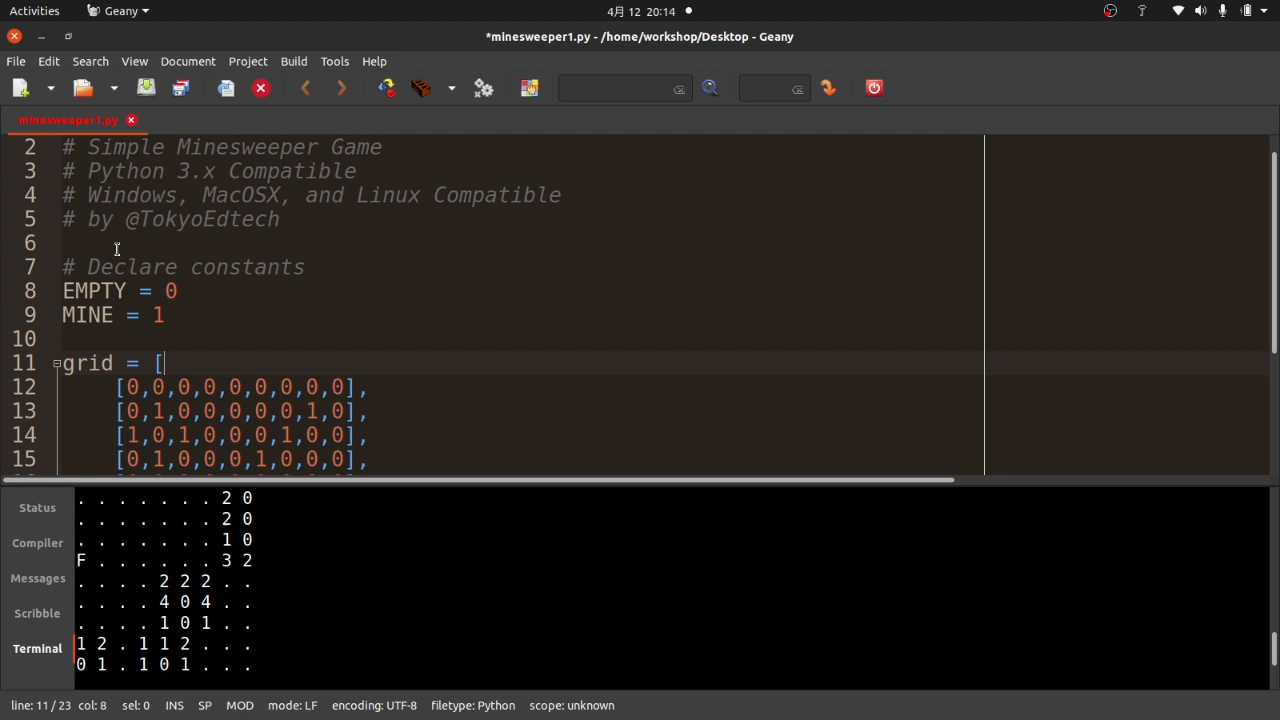 Activities Geany 4月 12 20:14
*minesweeper1.py - /home/workshop/Desktop - Geany
File Edit Search View Document Project Build Tools Help
minesweeper1.py
2 # Simple Minesweeper Game
3 # Python 3.x Compatible
4 # Windows, MacOSX, and Linux Compatible
5 # by @TokyoEdtech
6
7 # Declare constants
8 EMPTY = 0
9 MINE = 1
10
11 grid = [
12 [0,0,0,0,0,0,0,0,0],
13 [0,1,0,0,0,0,0,1,0],
14 [1,0,1,0,0,0,1,0,0],
15 [0,1,0,0,0,1,0,0,0],
Status
Compiler
Messages
Scribble
Terminal
. . . . . . . 2 0
. . . . . . . 2 0
. . . . . . . 1 0
F . . . . . . 3 2
. . . . 2 2 2 . .
. . . . 4 0 4 . .
. . . . 1 0 1 . .
1 2 . 1 1 2 . . .
0 1 . 1 0 1 . . .
line: 11 / 23 col: 8 sel: 0 INS SP MOD mode: LF encoding: UTF-8 filetype: Python scope: unknown